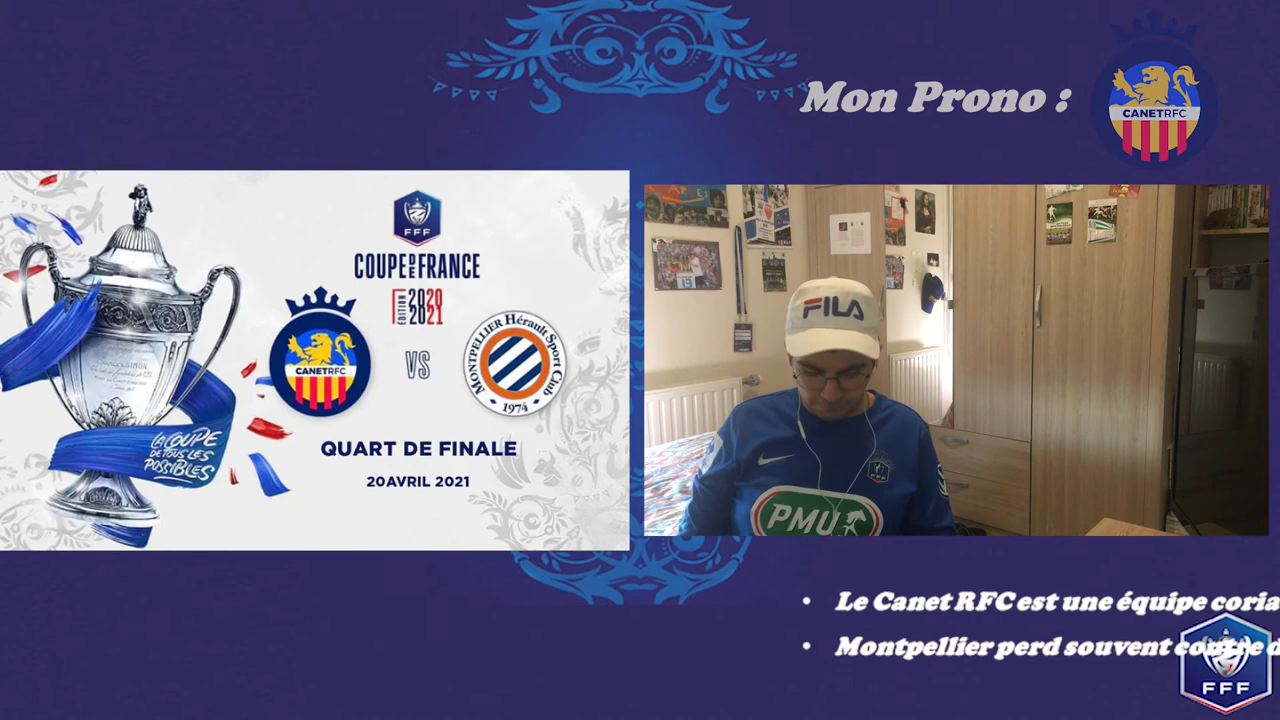 Mon Prono :
CANETRFC
FFF
COUPE DE FRANCE
ÉDITION 2020 2021
VS
CANETRFC
MONTPELLIER Hérault Sport Club
1974
QUART DE FINALE
20AVRIL 2021
LA COUPE
DE TOUS LES
POSSIBLES
FILA
FFF
PMU
• Le Canet RFC est une équipe coria
• Montpellier perd souvent contre d
FFF